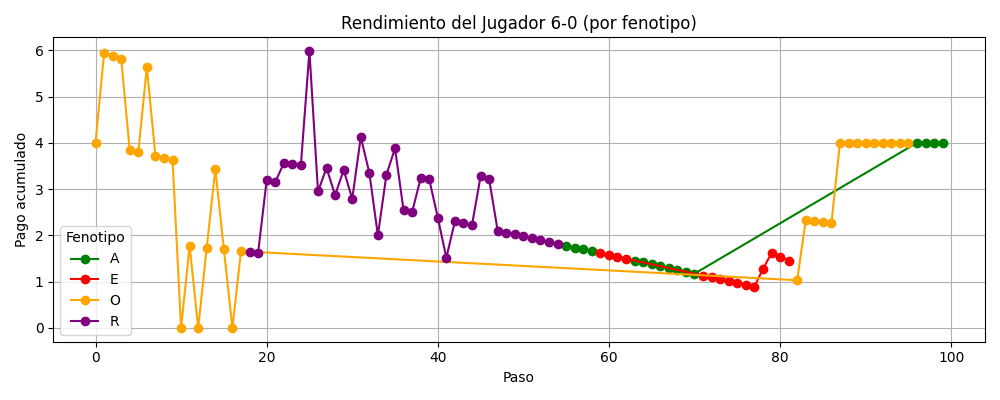 Rendimiento del Jugador 6-0 (por fenotipo)
Pago acumulado
6
5
4
3
2
1
0
Fenotipo
A
E
O
R
0 20 40 60 80 100
Paso